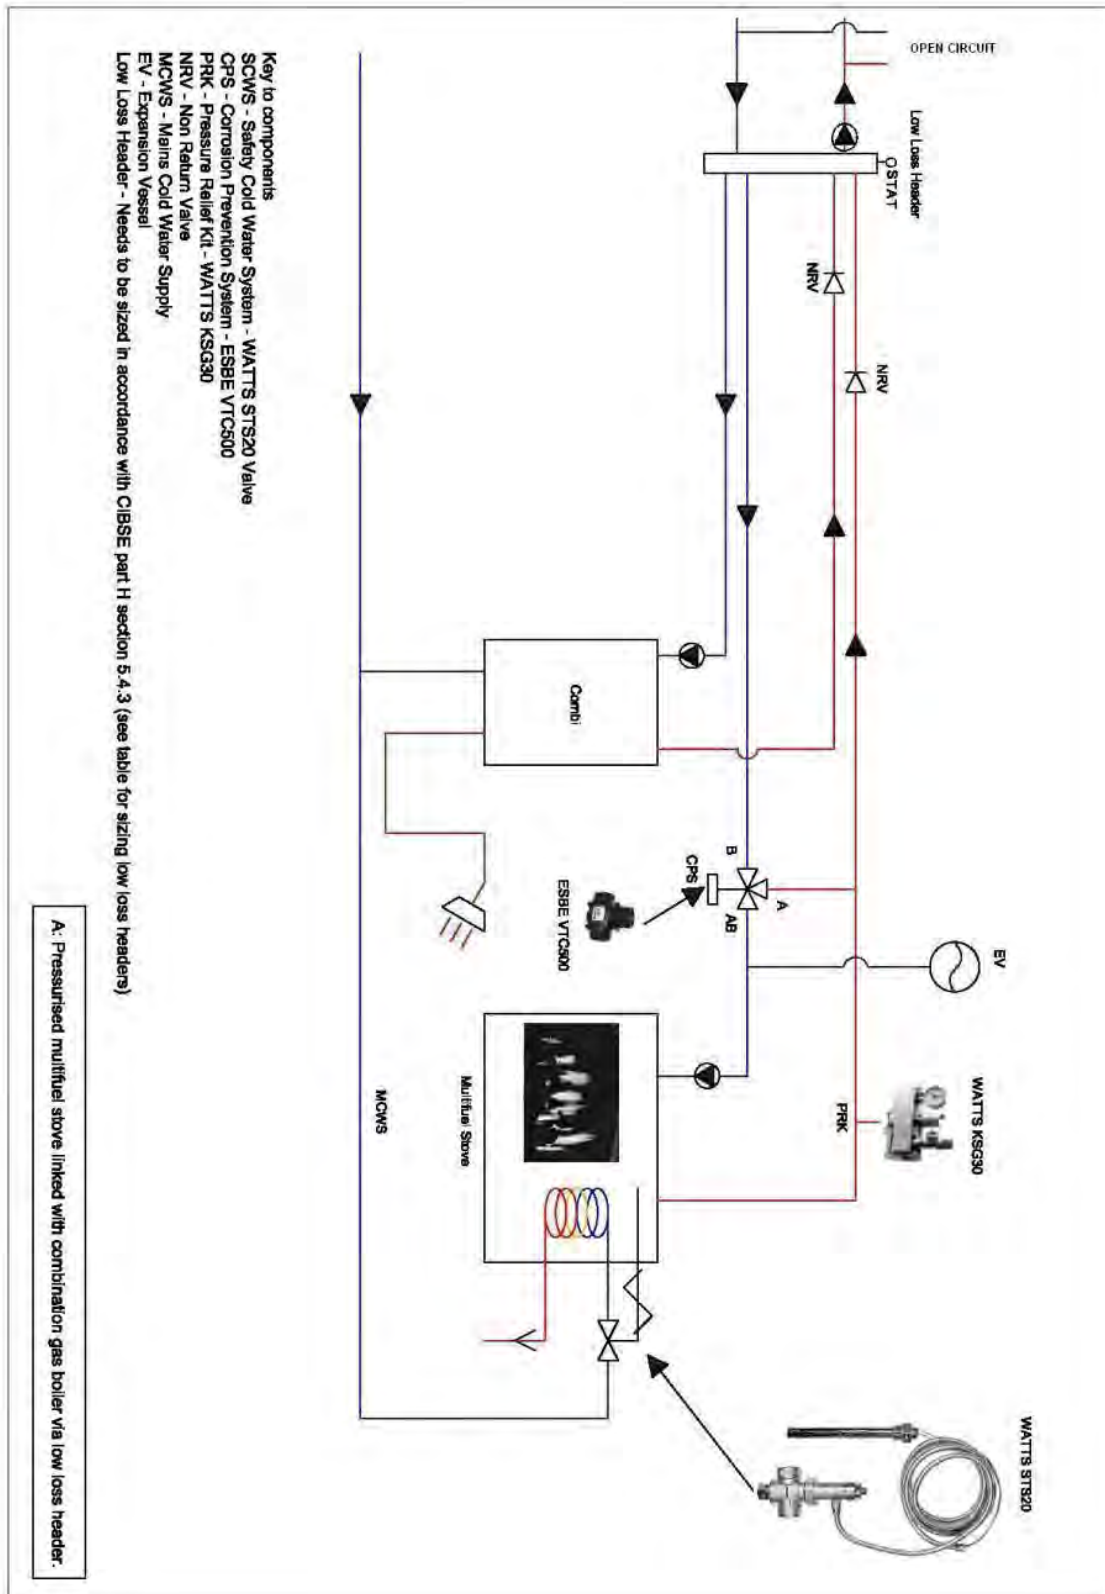 OPEN CIRCUIT
Low Loss Header
STAT
NRV
NRV
Combi
B
A
AB
CPS
ESBE VTC500
EV
WATTS KSG30
PRK
Multifuel Stove
MCWS
WATTS STS20
Key to components
SCWS - Safety Cold Water System - WATTS STS20 Valve
CPS - Corrosion Prevention System - ESBE VTC500
PRK - Pressure Relief Kit - WATTS KSG30
NRV - Non Return Valve
MCWS - Mains Cold Water Supply
EV - Expansion Vessel
Low Loss Header - Needs to be sized in accordance with CIBSE part H section 5.4.3 (see table for sizing low loss headers)
A: Pressurised multifuel stove linked with combination gas boiler via low loss header.